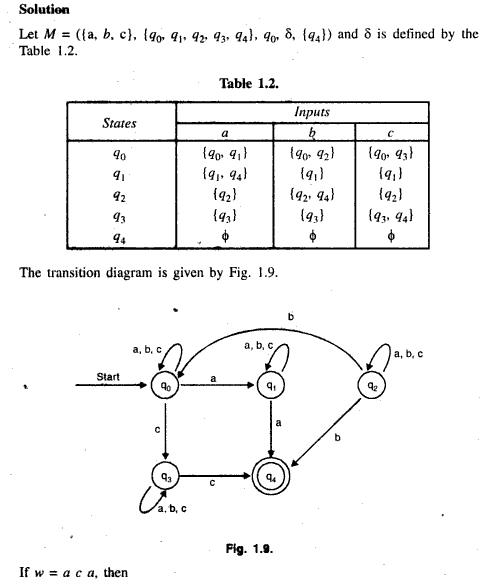 Solution
Let M = ({a, b, c}, {q₀, q₁, q₂, q₃, q₄}, q₀, δ, {q₄}) and δ is defined by the
Table 1.2.
Table 1.2.
States
Inputs
a b c
q₀ {q₀, q₁} {q₀, q₂} {q₀, q₃}
q₁ {q₁, q₄} {q₁} {q₁}
q₂ {q₂} {q₂, q₄} {q₂}
q₃ {q₃} {q₃} {q₃, q₄}
q₄ ϕ ϕ ϕ
The transition diagram is given by Fig. 1.9.
b
a, b, c
a, b, c
a, b, c
Start
q₀
a
q₁
q₂
c
a
b
q₃
c
q₄
a, b, c
Fig. 1.9.
If w = a c a, then